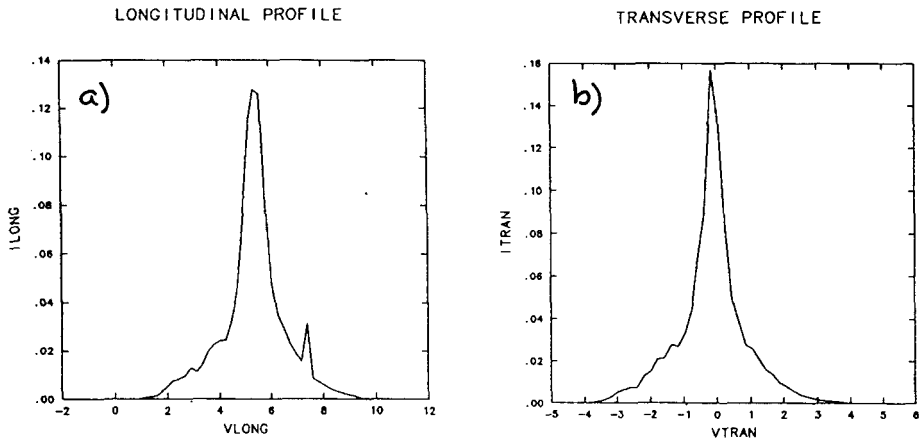 LONGITUDINAL PROFILE
a)
.14
.12
.10
.08
.06
.04
.02
.00
ILONG
-2 0 2 4 6 8 10 12
VLONG
TRANSVERSE PROFILE
b)
.16
.14
.12
.10
.08
.06
.04
.02
.00
ITRAN
-5 -4 -3 -2 -1 0 1 2 3 4 5 6
VTRAN